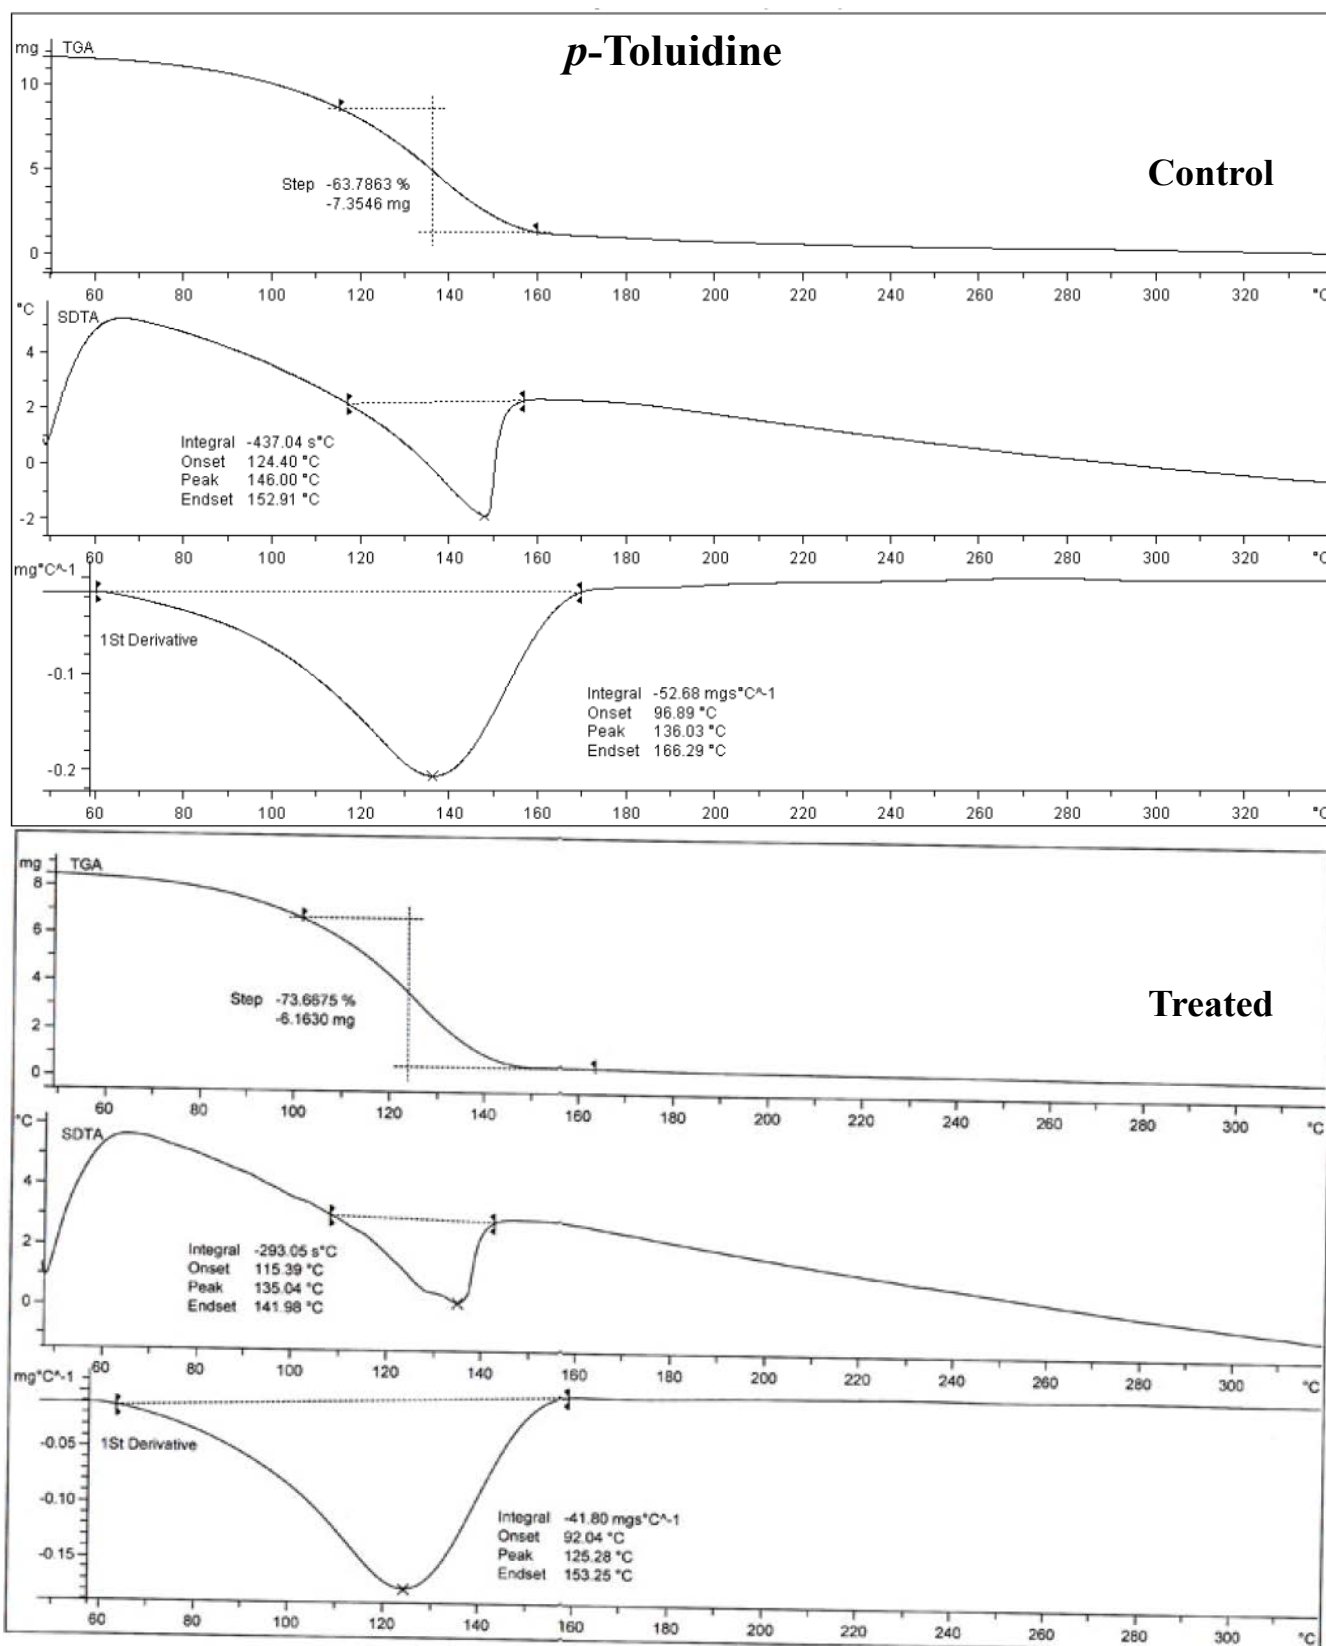 p-Toluidine
mg TGA
10
5
0
Control
Step -63.7863 %
-7.3546 mg
60 80 100 120 140 160 180 200 220 240 260 280 300 320 °C
°C SDTA
4
2
0
-2
Integral -437.04 s°C
Onset 124.40 °C
Peak 146.00 °C
Endset 152.91 °C
60 80 100 120 140 160 180 200 220 240 260 280 300 320 °C
mg°C^-1
1St Derivative
-0.1
-0.2
Integral -52.68 mgs°C^-1
Onset 96.89 °C
Peak 136.03 °C
Endset 166.29 °C
60 80 100 120 140 160 180 200 220 240 260 280 300 320 °C
mg TGA
8
6
4
2
0
Treated
Step -73.6675 %
-6.1630 mg
60 80 100 120 140 160 180 200 220 240 260 280 300 °C
°C SDTA
4
2
0
Integral -293.05 s°C
Onset 115.39 °C
Peak 135.04 °C
Endset 141.98 °C
60 80 100 120 140 160 180 200 220 240 260 280 300 °C
mg°C^-1
1St Derivative
-0.05
-0.10
-0.15
Integral -41.80 mgs°C^-1
Onset 92.04 °C
Peak 125.28 °C
Endset 153.25 °C
60 80 100 120 140 160 180 200 220 240 260 280 300 °C